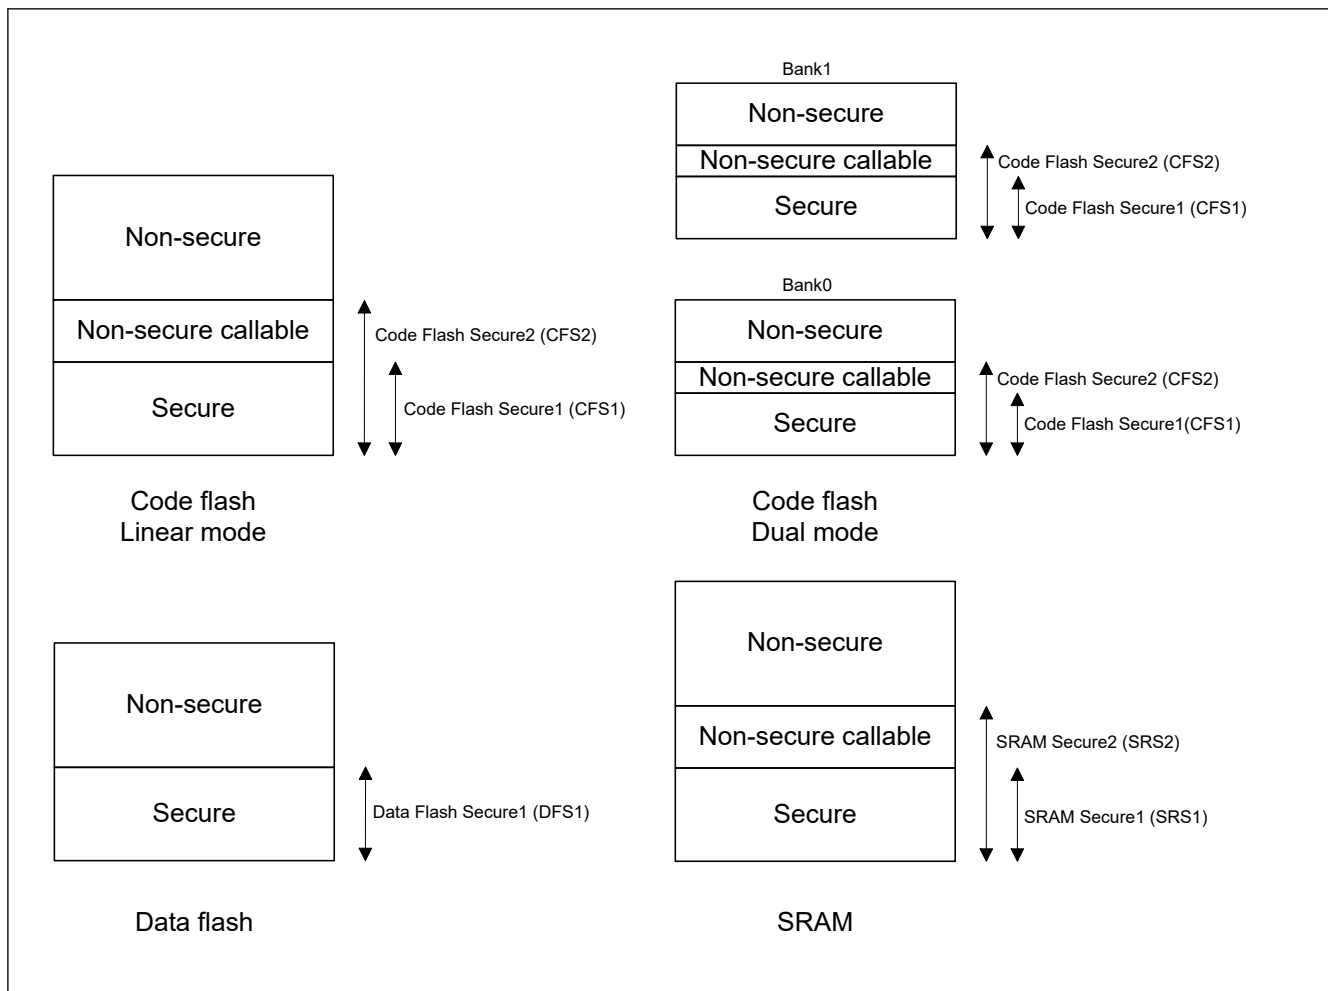 Non-secure
Non-secure callable
Secure
Code Flash Secure2 (CFS2)
Code Flash Secure1 (CFS1)
Code flash
Linear mode
Bank1
Non-secure
Non-secure callable
Secure
Code Flash Secure2 (CFS2)
Code Flash Secure1 (CFS1)
Bank0
Non-secure
Non-secure callable
Secure
Code Flash Secure2 (CFS2)
Code Flash Secure1(CFS1)
Code flash
Dual mode
Non-secure
Secure
Data Flash Secure1 (DFS1)
Data flash
Non-secure
Non-secure callable
Secure
SRAM Secure2 (SRS2)
SRAM Secure1 (SRS1)
SRAM